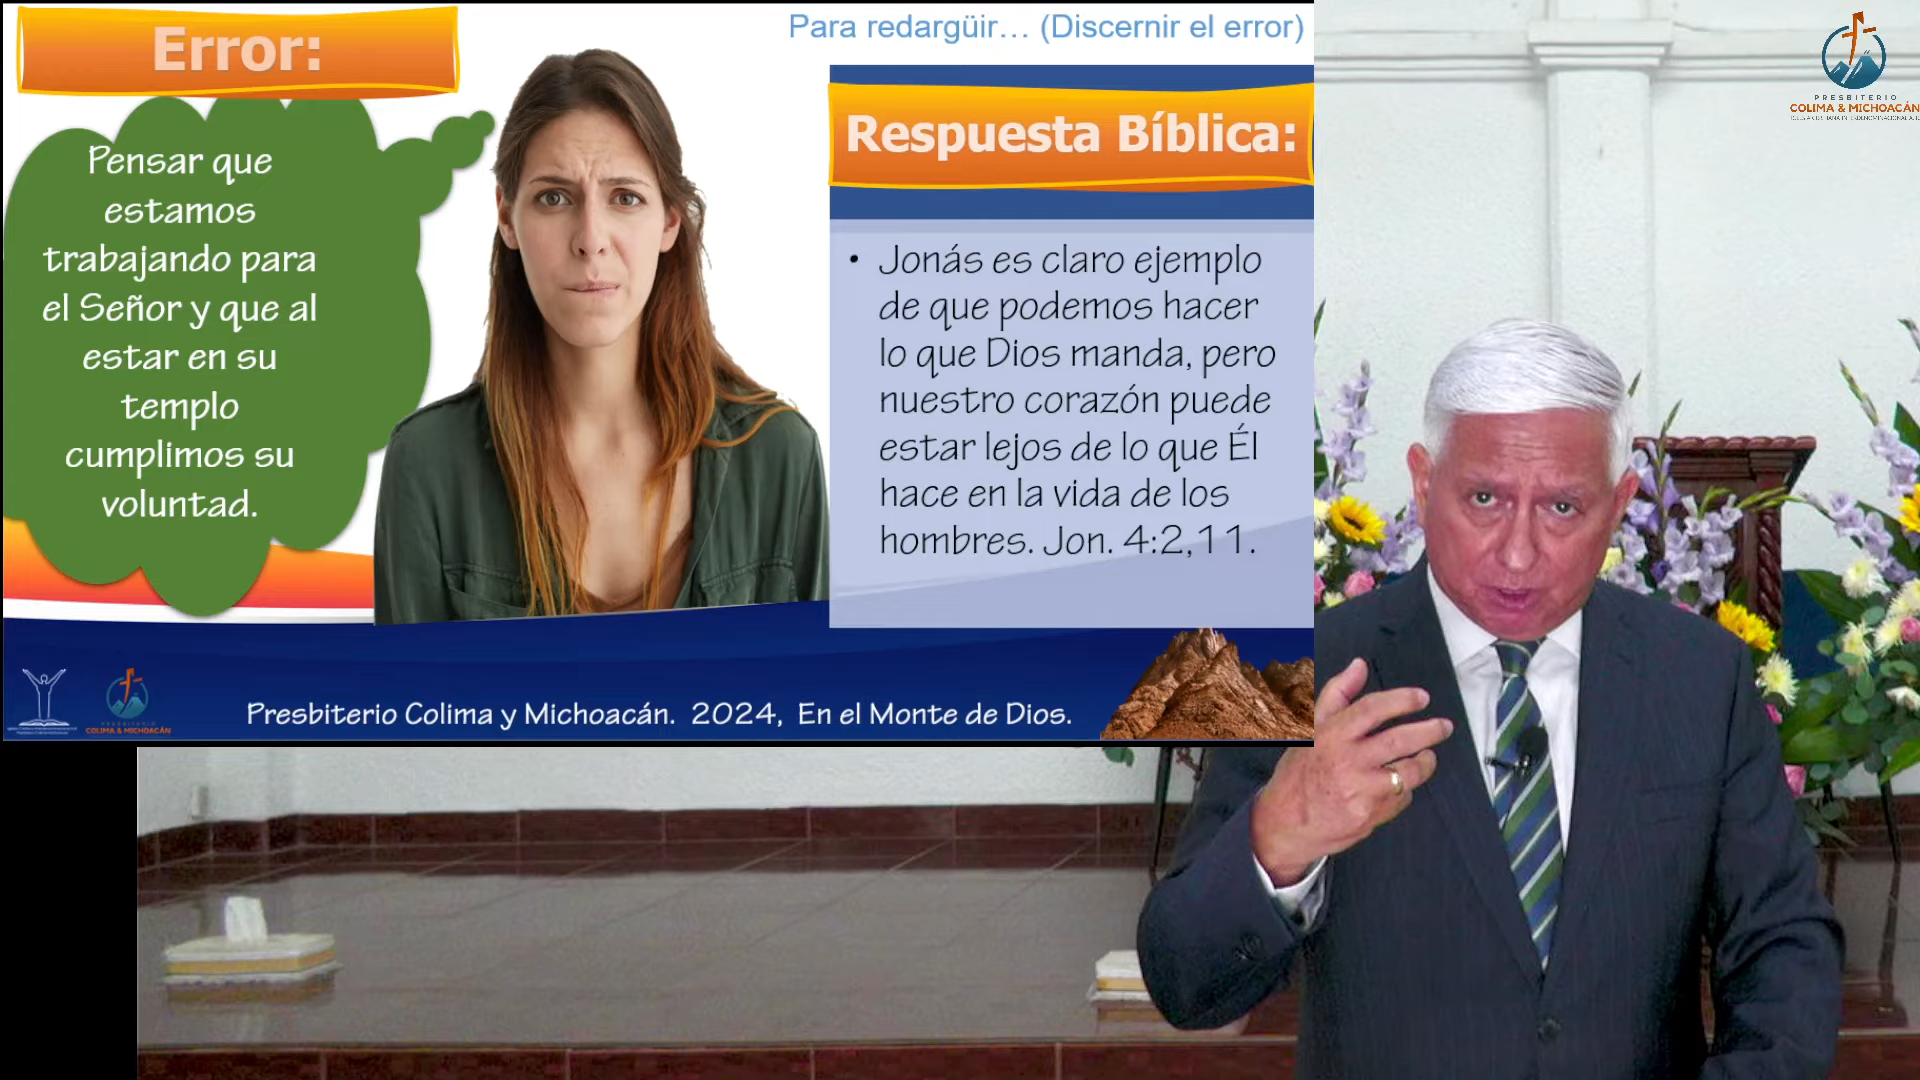 Para redargüir... (Discernir el error)
Error:
Pensar que
estamos
trabajando para
el Señor y que al
estar en su
templo
cumplimos su
voluntad.
Respuesta Bíblica:
• Jonás es claro ejemplo
de que podemos hacer
lo que Dios manda, pero
nuestro corazón puede
estar lejos de lo que Él
hace en la vida de los
hombres. Jon. 4:2,11.
PRESBITERIO
COLIMA & MICHOACÁN
Presbiterio Colima y Michoacán. 2024, En el Monte de Dios.
PRESBITERIO
COLIMA & MICHOACÁN